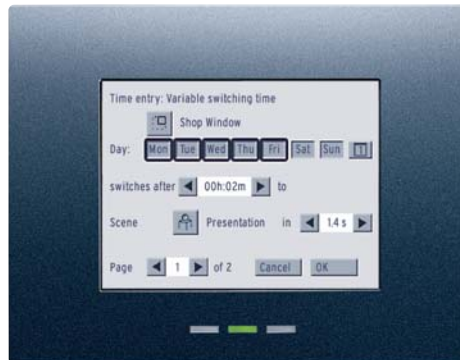 Time entry: Variable switching time
Shop Window
Day: Mon Tue Wed Thu Fri Sat Sun 1
switches after 00h:02m to
Scene Presentation in 1.4 s
Page 1 of 2 Cancel OK